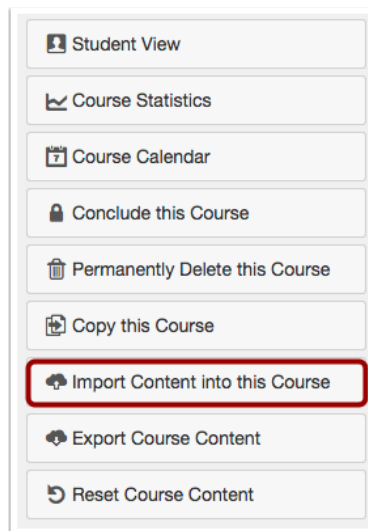 Student View
Course Statistics
7 Course Calendar
Conclude this Course
Permanently Delete this Course
Copy this Course
Import Content into this Course
Export Course Content
Reset Course Content